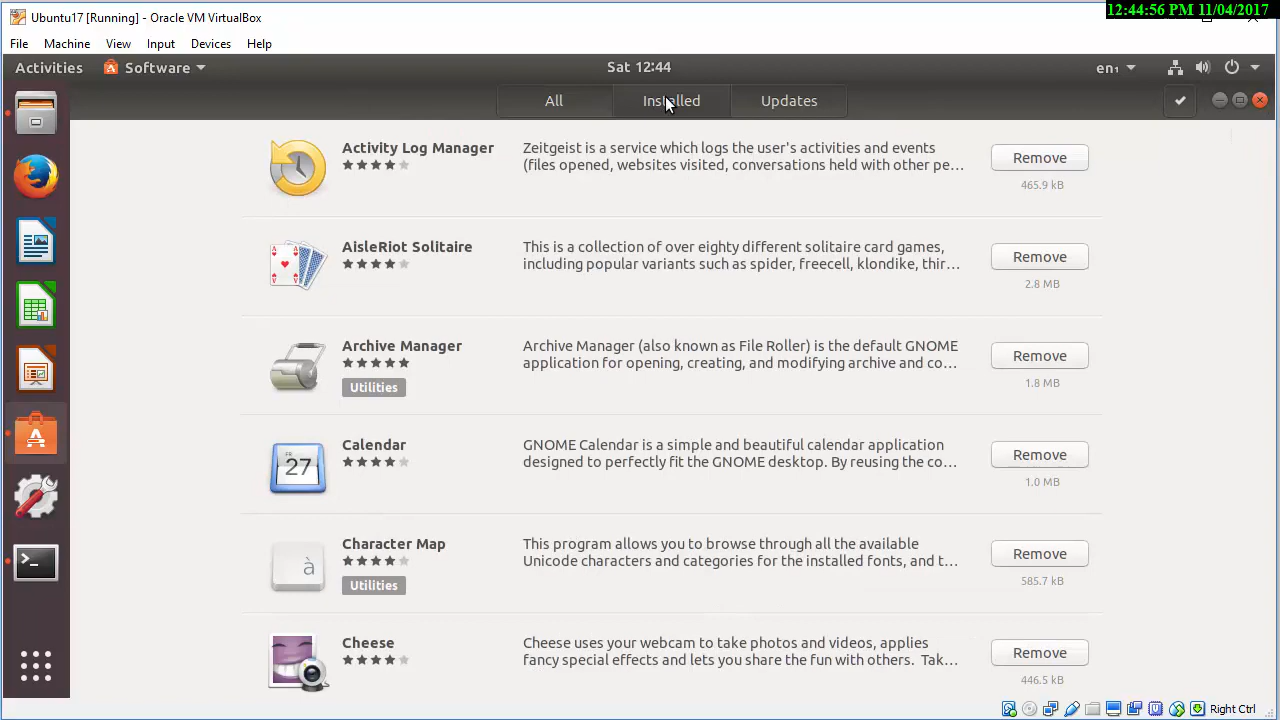 Ubuntu17 [Running] - Oracle VM VirtualBox
12:44:56 PM 11/04/2017
File Machine View Input Devices Help
Activities Software Sat 12:44 en₁
All Installed Updates
Activity Log Manager
Zeitgeist is a service which logs the user's activities and events
(files opened, websites visited, conversations held with other pe…
Remove
465.9 kB
AisleRiot Solitaire
This is a collection of over eighty different solitaire card games,
including popular variants such as spider, freecell, klondike, thir…
Remove
2.8 MB
Archive Manager
Utilities
Archive Manager (also known as File Roller) is the default GNOME
application for opening, creating, and modifying archive and co…
Remove
1.8 MB
FRI
27
Calendar
GNOME Calendar is a simple and beautiful calendar application
designed to perfectly fit the GNOME desktop. By reusing the co…
Remove
1.0 MB
à
Character Map
Utilities
This program allows you to browse through all the available
Unicode characters and categories for the installed fonts, and t…
Remove
585.7 kB
Cheese
Cheese uses your webcam to take photos and videos, applies
fancy special effects and lets you share the fun with others. Tak…
Remove
446.5 kB
Right Ctrl